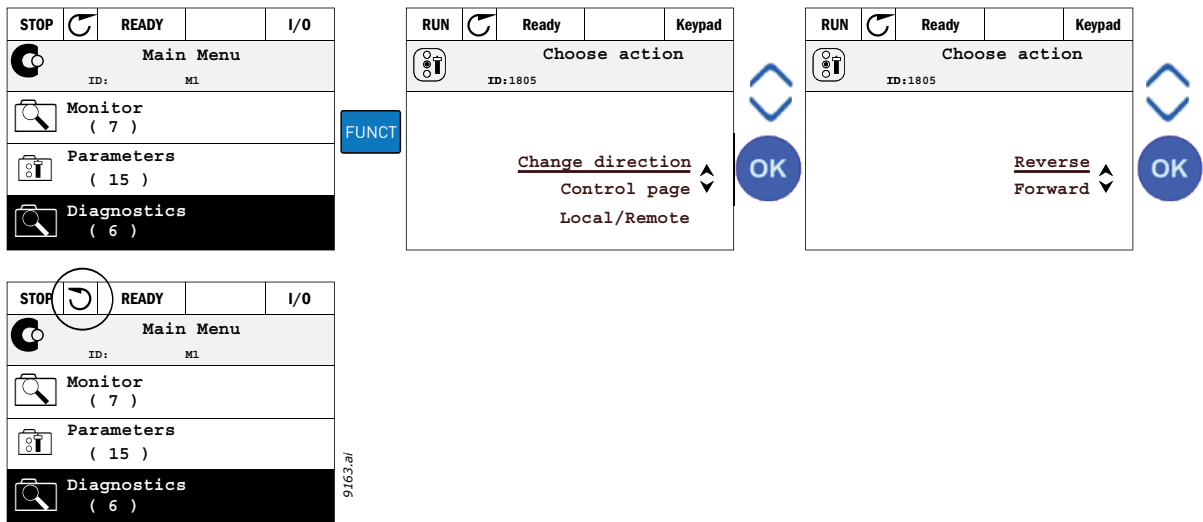 STOP READY I/O
Main Menu
ID: M1
Monitor
( 7 )
Parameters
( 15 )
Diagnostics
( 6 )
FUNCT
RUN Ready Keypad
Choose action
ID:1805
Change direction
Control page
Local/Remote
OK
RUN Ready Keypad
Choose action
ID:1805
Reverse
Forward
OK
STOP READY I/O
Main Menu
ID: M1
Monitor
( 7 )
Parameters
( 15 )
Diagnostics
( 6 )
9163.ai